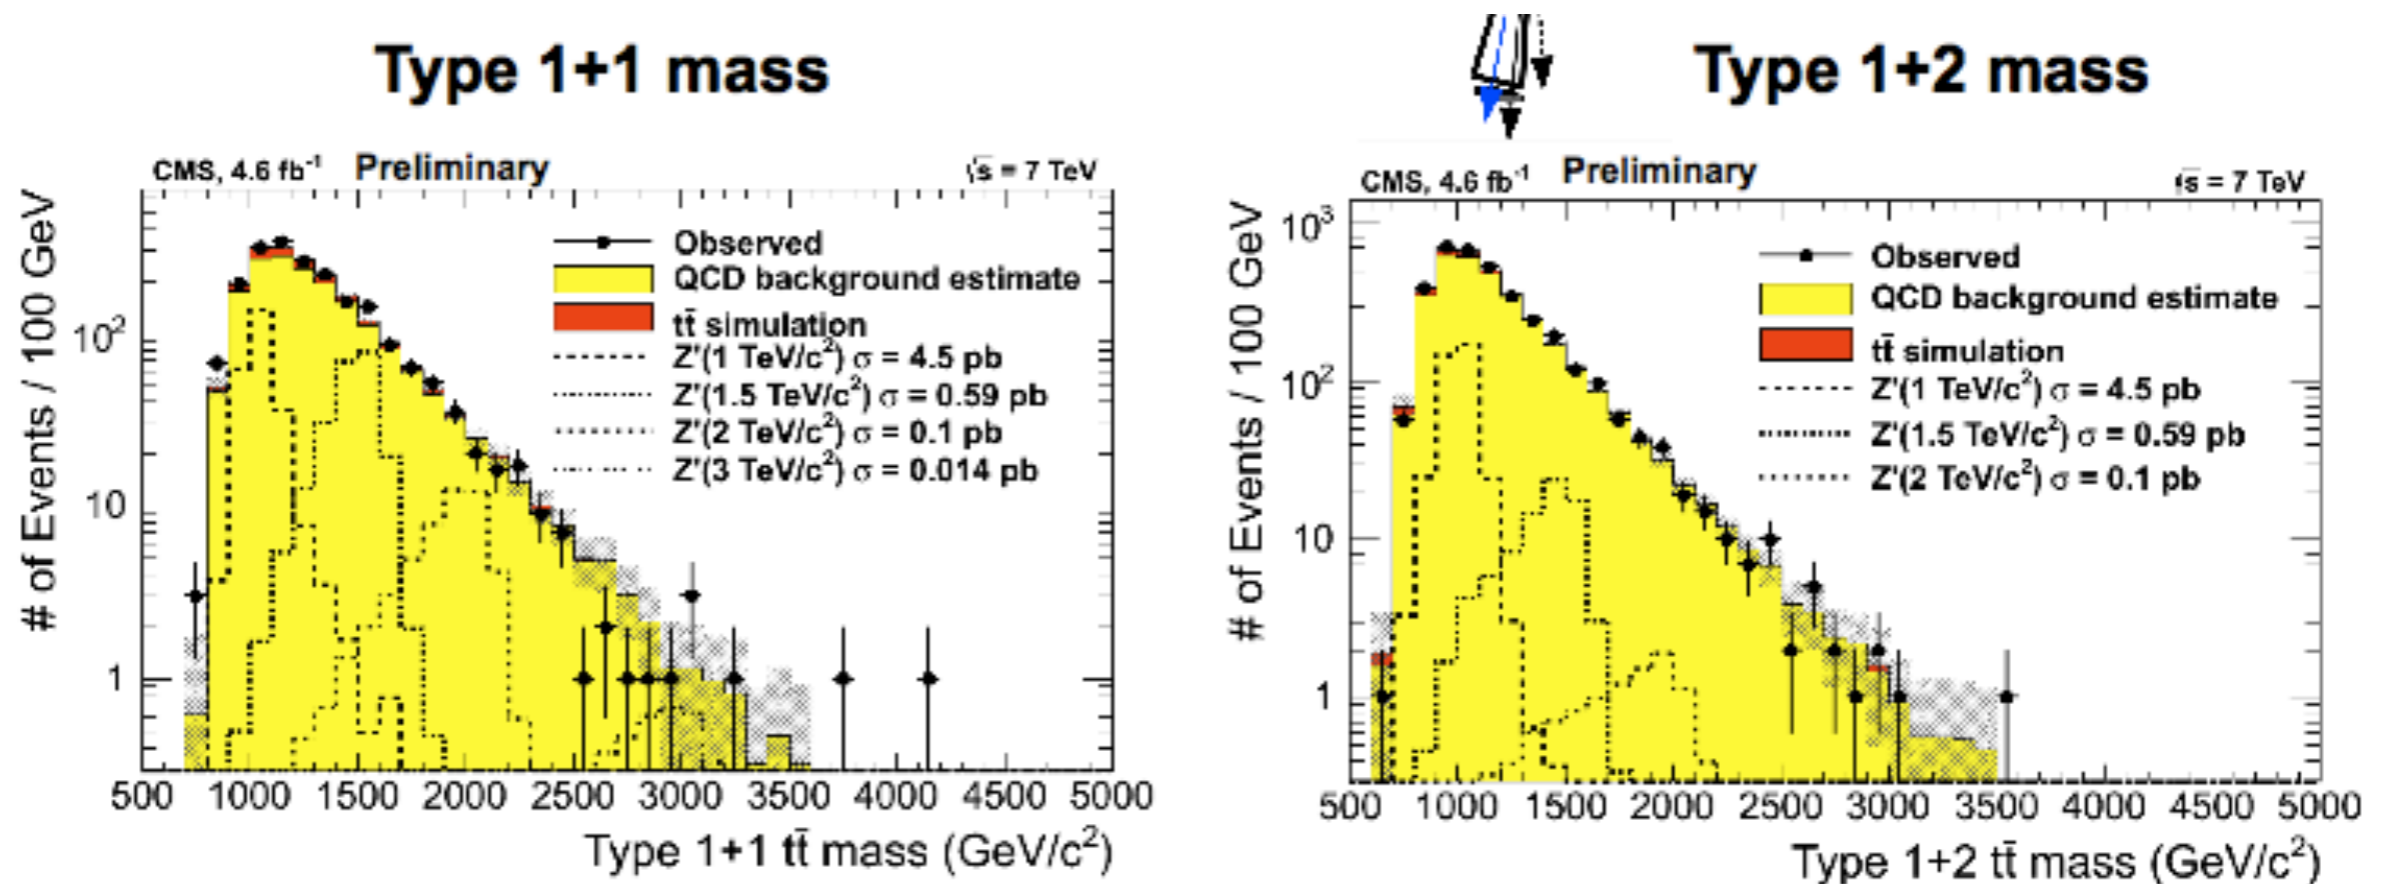 Type 1+1 mass
CMS, 4.6 fb⁻¹ Preliminary √s = 7 TeV
# of Events / 100 GeV
10²
10
1
Observed
QCD background estimate
tt̄ simulation
Z'(1 TeV/c²) σ = 4.5 pb
Z'(1.5 TeV/c²) σ = 0.59 pb
Z'(2 TeV/c²) σ = 0.1 pb
Z'(3 TeV/c²) σ = 0.014 pb
500 1000 1500 2000 2500 3000 3500 4000 4500 5000
Type 1+1 tt̄ mass (GeV/c²)
Type 1+2 mass
CMS, 4.6 fb⁻¹ Preliminary √s = 7 TeV
# of Events / 100 GeV
10³
10²
10
1
Observed
QCD background estimate
tt̄ simulation
Z'(1 TeV/c²) σ = 4.5 pb
Z'(1.5 TeV/c²) σ = 0.59 pb
Z'(2 TeV/c²) σ = 0.1 pb
500 1000 1500 2000 2500 3000 3500 4000 4500 5000
Type 1+2 tt̄ mass (GeV/c²)